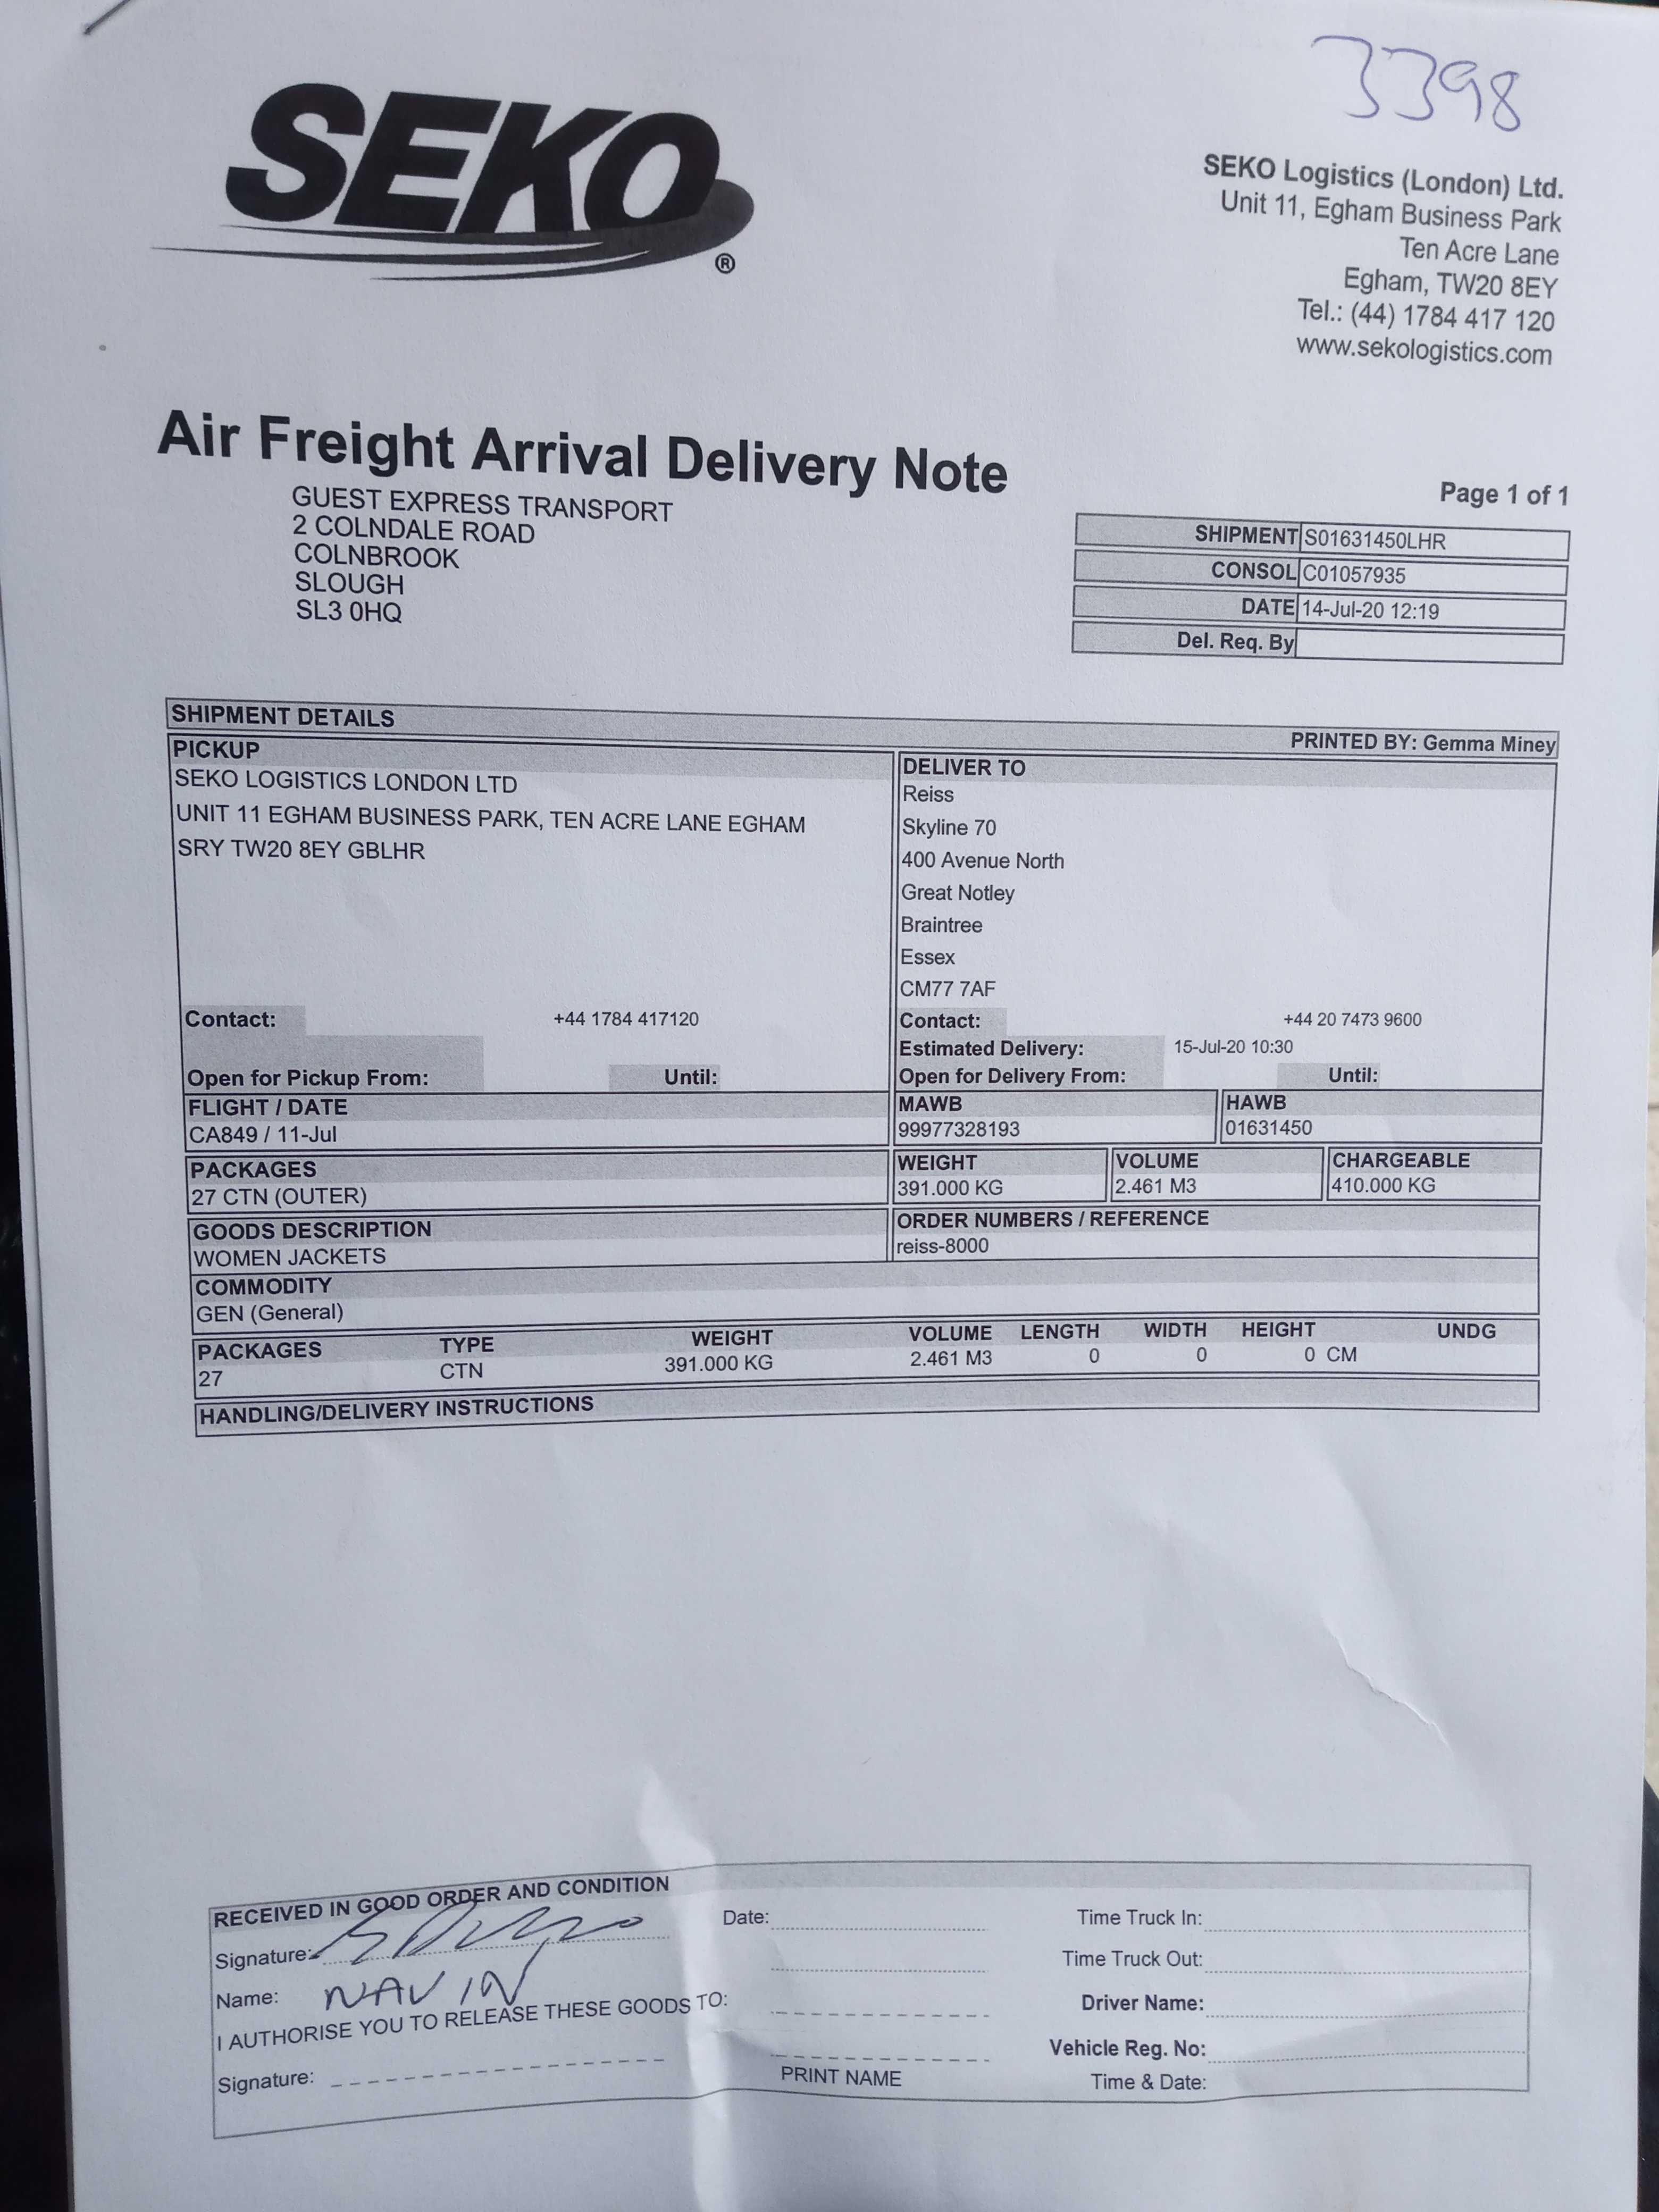 3398
SEKO
®
SEKO Logistics (London) Ltd.
Unit 11, Egham Business Park
Ten Acre Lane
Egham, TW20 8EY
Tel.: (44) 1784 417 120
www.sekologistics.com
Air Freight Arrival Delivery Note
GUEST EXPRESS TRANSPORT
2 COLNDALE ROAD
COLNBROOK
SLOUGH
SL3 0HQ
Page 1 of 1
SHIPMENT S01631450LHR
CONSOL C01057935
DATE 14-Jul-20 12:19
Del. Req. By
SHIPMENT DETAILS
PRINTED BY: Gemma Miney
PICKUP
SEKO LOGISTICS LONDON LTD
UNIT 11 EGHAM BUSINESS PARK, TEN ACRE LANE EGHAM
SRY TW20 8EY GBLHR
Contact: +44 1784 417120
Open for Pickup From: Until:
DELIVER TO
Reiss
Skyline 70
400 Avenue North
Great Notley
Braintree
Essex
CM77 7AF
Contact: +44 20 7473 9600
Estimated Delivery: 15-Jul-20 10:30
Open for Delivery From: Until:
FLIGHT / DATE MAWB HAWB
CA849 / 11-Jul 99977328193 01631450
PACKAGES WEIGHT VOLUME CHARGEABLE
27 CTN (OUTER) 391.000 KG 2.461 M3 410.000 KG
GOODS DESCRIPTION ORDER NUMBERS / REFERENCE
WOMEN JACKETS reiss-8000
COMMODITY
GEN (General)
PACKAGES TYPE WEIGHT VOLUME LENGTH WIDTH HEIGHT UNDG
27 CTN 391.000 KG 2.461 M3 0 0 0 CM
HANDLING/DELIVERY INSTRUCTIONS
RECEIVED IN GOOD ORDER AND CONDITION
Signature: Date: Time Truck In:
Time Truck Out:
Name: NAVIN Driver Name:
I AUTHORISE YOU TO RELEASE THESE GOODS TO:
Vehicle Reg. No:
Signature: PRINT NAME Time & Date: